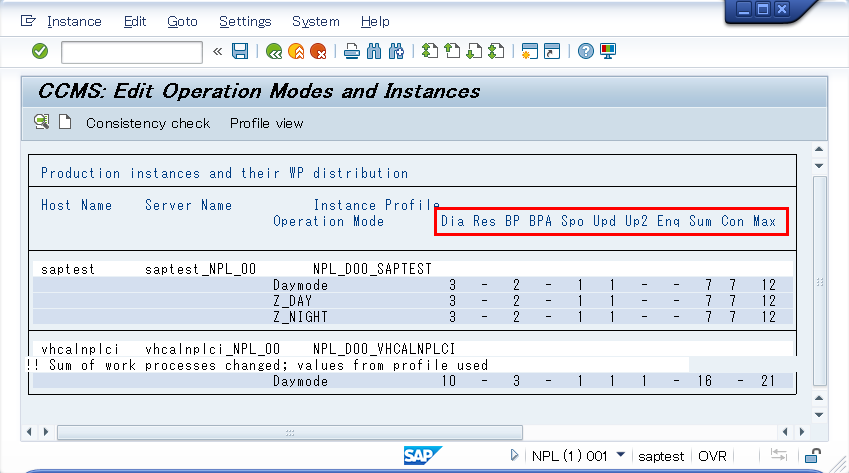 Instance Edit Goto Settings System Help
«
CCMS: Edit Operation Modes and Instances
Consistency check Profile view
Production instances and their WP distribution
Host Name Server Name Instance Profile
Operation Mode Dia Res BP BPA Spo Upd Up2 Enq Sum Con Max
saptest saptest_NPL_00 NPL_D00_SAPTEST
Daymode 3 - 2 - 1 1 - - 7 7 12
Z_DAY 3 - 2 - 1 1 - - 7 7 12
Z_NIGHT 3 - 2 - 1 1 - - 7 7 12
vhcalnplci vhcalnplci_NPL_00 NPL_D00_VHCALNPLCI
!! Sum of work processes changed; values from profile used
Daymode 10 - 3 - 1 1 1 - 16 - 21
SAP NPL (1) 001 saptest OVR